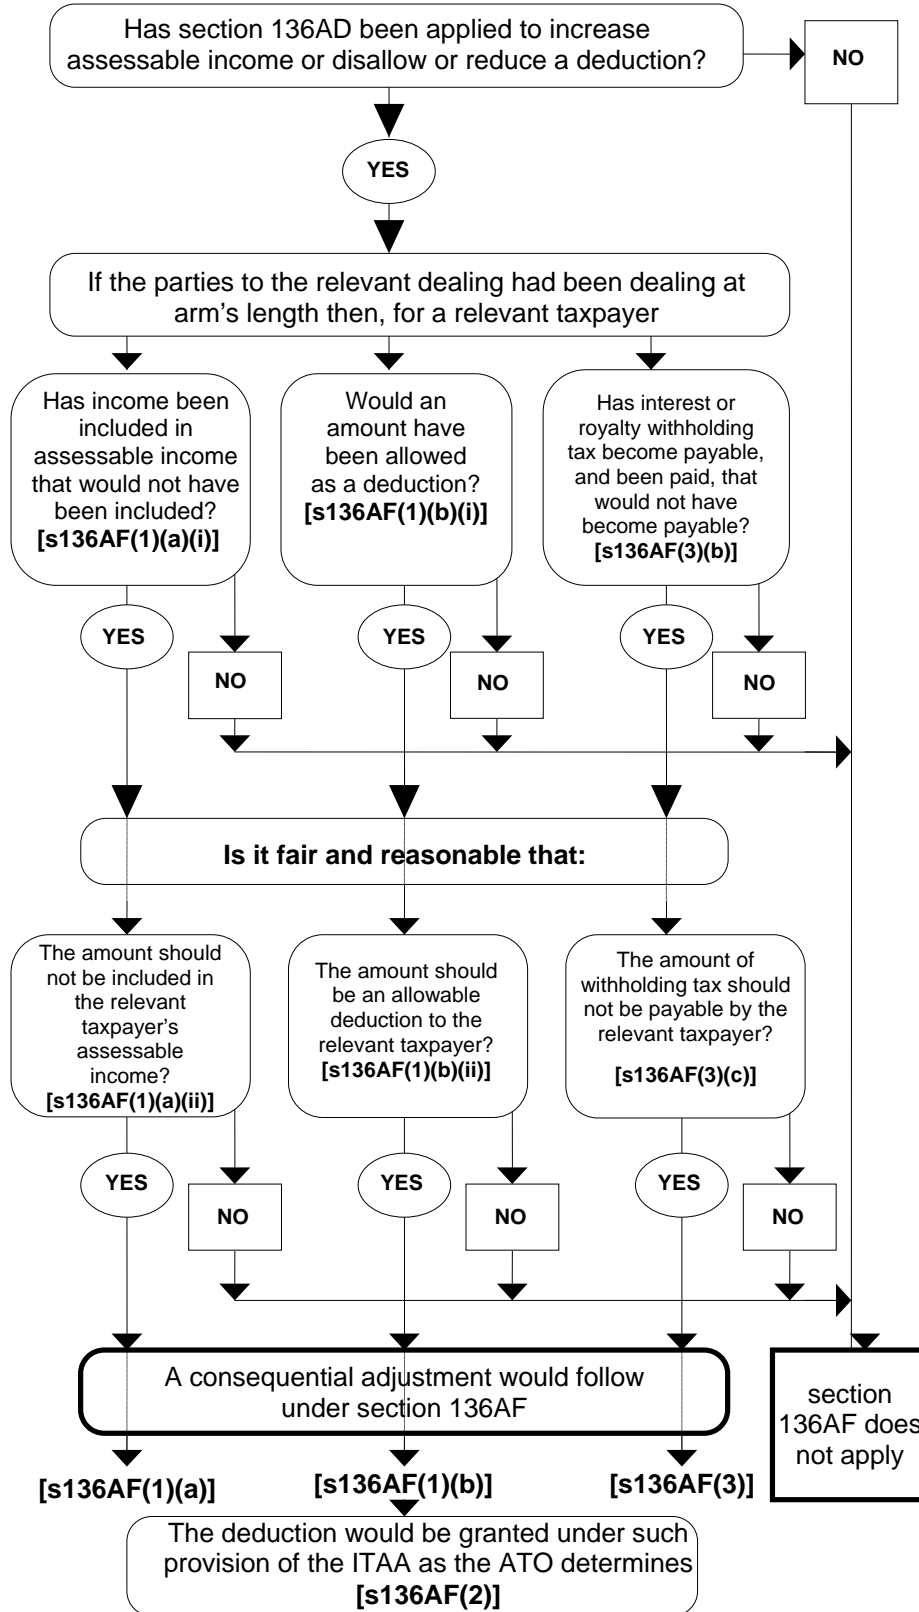 Has section 136AD been applied to increase
assessable income or disallow or reduce a deduction?
NO
YES
If the parties to the relevant dealing had been dealing at
arm's length then, for a relevant taxpayer
Has income been
included in
assessable income
that would not have
been included?
[s136AF(1)(a)(i)]
Would an
amount have
been allowed
as a deduction?
[s136AF(1)(b)(i)]
Has interest or
royalty withholding
tax become payable,
and been paid, that
would not have
become payable?
[s136AF(3)(b)]
YES
NO
YES
NO
YES
NO
Is it fair and reasonable that:
The amount should
not be included in
the relevant
taxpayer's
assessable
income?
[s136AF(1)(a)(ii)]
The amount should
be an allowable
deduction to the
relevant taxpayer?
[s136AF(1)(b)(ii)]
The amount of
withholding tax should
not be payable by the
relevant taxpayer?
[s136AF(3)(c)]
YES
NO
YES
NO
YES
NO
A consequential adjustment would follow
under section 136AF
section
136AF does
not apply
[s136AF(1)(a)]
[s136AF(1)(b)]
[s136AF(3)]
The deduction would be granted under such
provision of the ITAA as the ATO determines
[s136AF(2)]